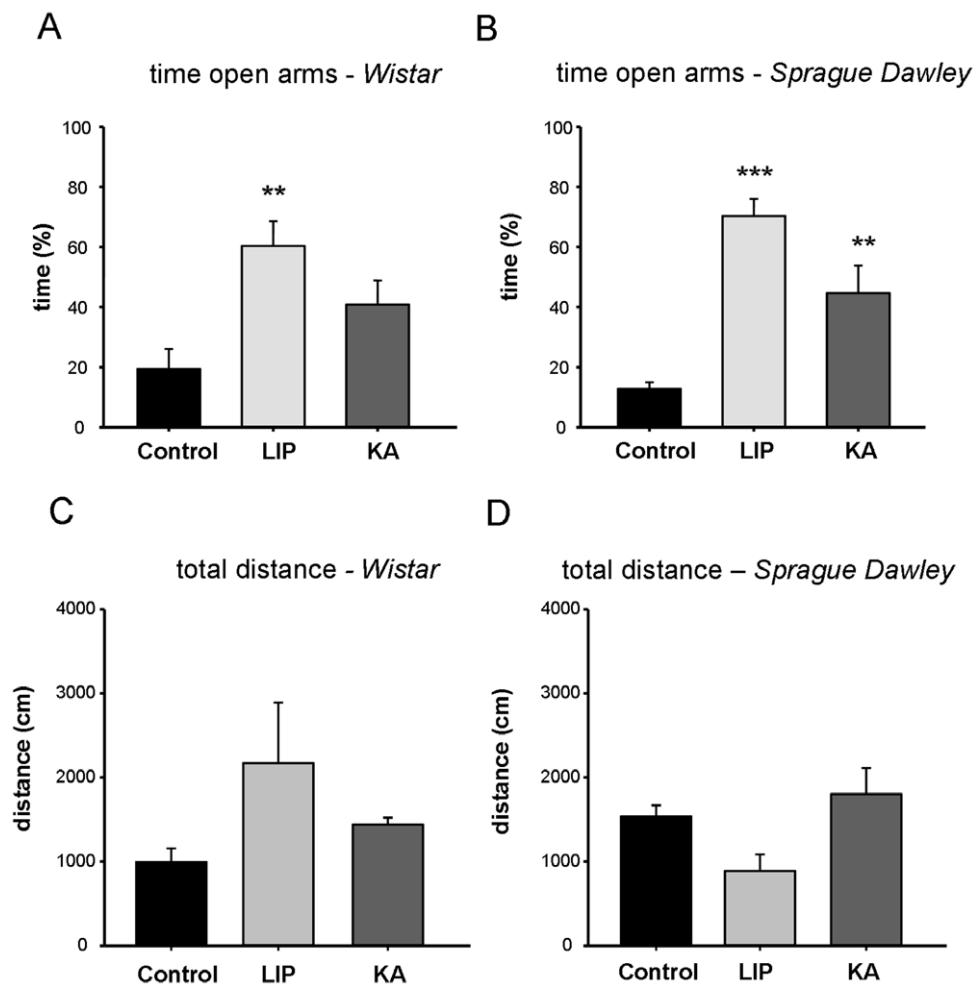 A
time open arms - Wistar
100
80
60
40
20
0
time (%)
**
Control LIP KA
B
time open arms - Sprague Dawley
100
80
60
40
20
0
time (%)
***
**
Control LIP KA
C
total distance - Wistar
4000
3000
2000
1000
0
distance (cm)
Control LIP KA
D
total distance – Sprague Dawley
4000
3000
2000
1000
0
distance (cm)
Control LIP KA